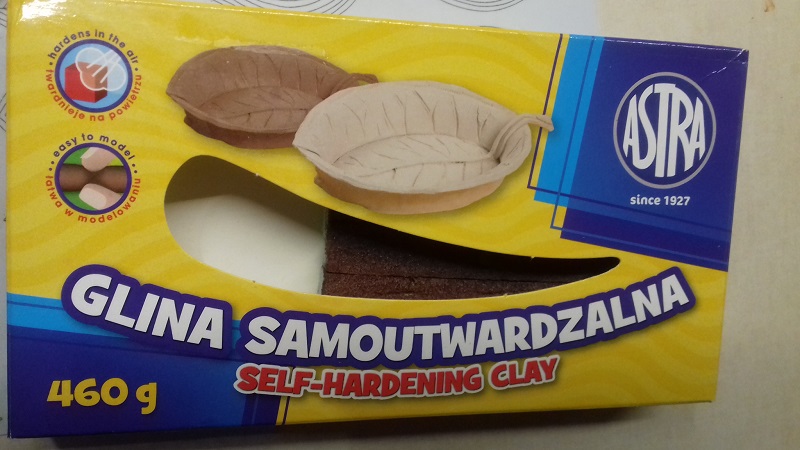 • hardens in the air •
twardnieje na powietrzu
•• easy to model ••
łatwa w modelowaniu
ASTRA
since 1927
GLINA SAMOUTWARDZALNA
SELF-HARDENING CLAY
460 g